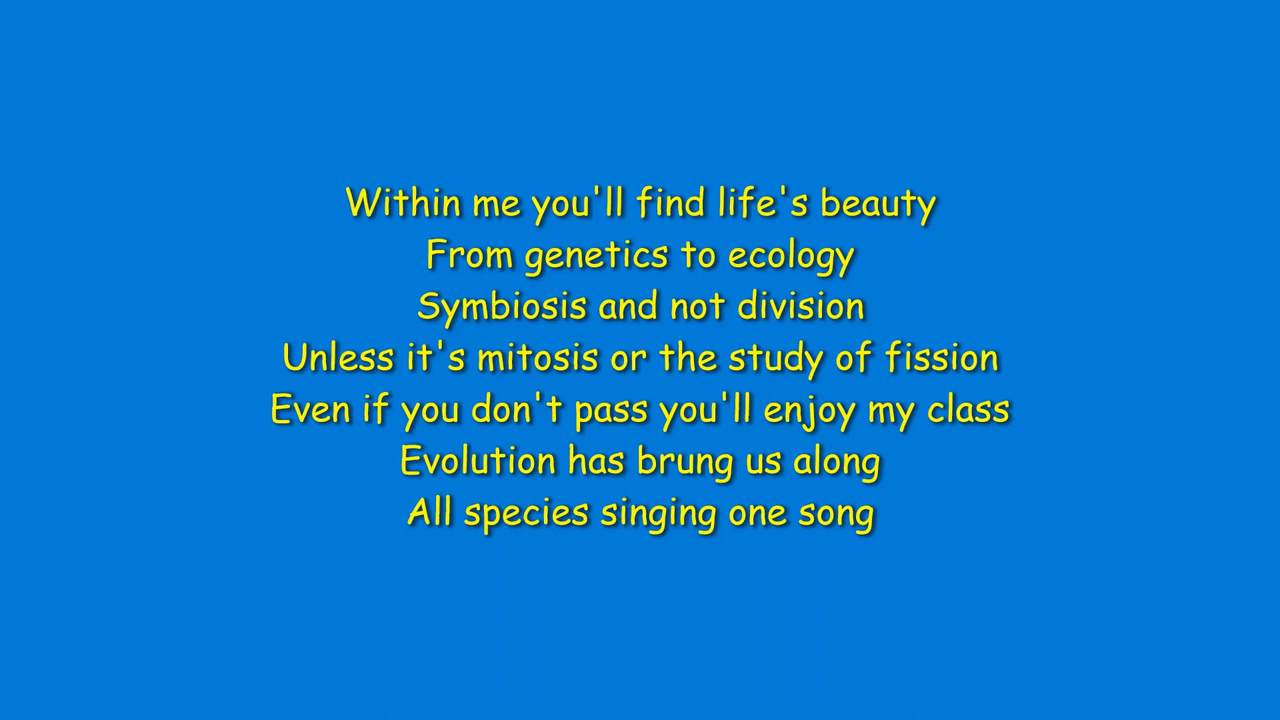 Within me you'll find life's beauty
From genetics to ecology
Symbiosis and not division
Unless it's mitosis or the study of fission
Even if you don't pass you'll enjoy my class
Evolution has brung us along
All species singing one song